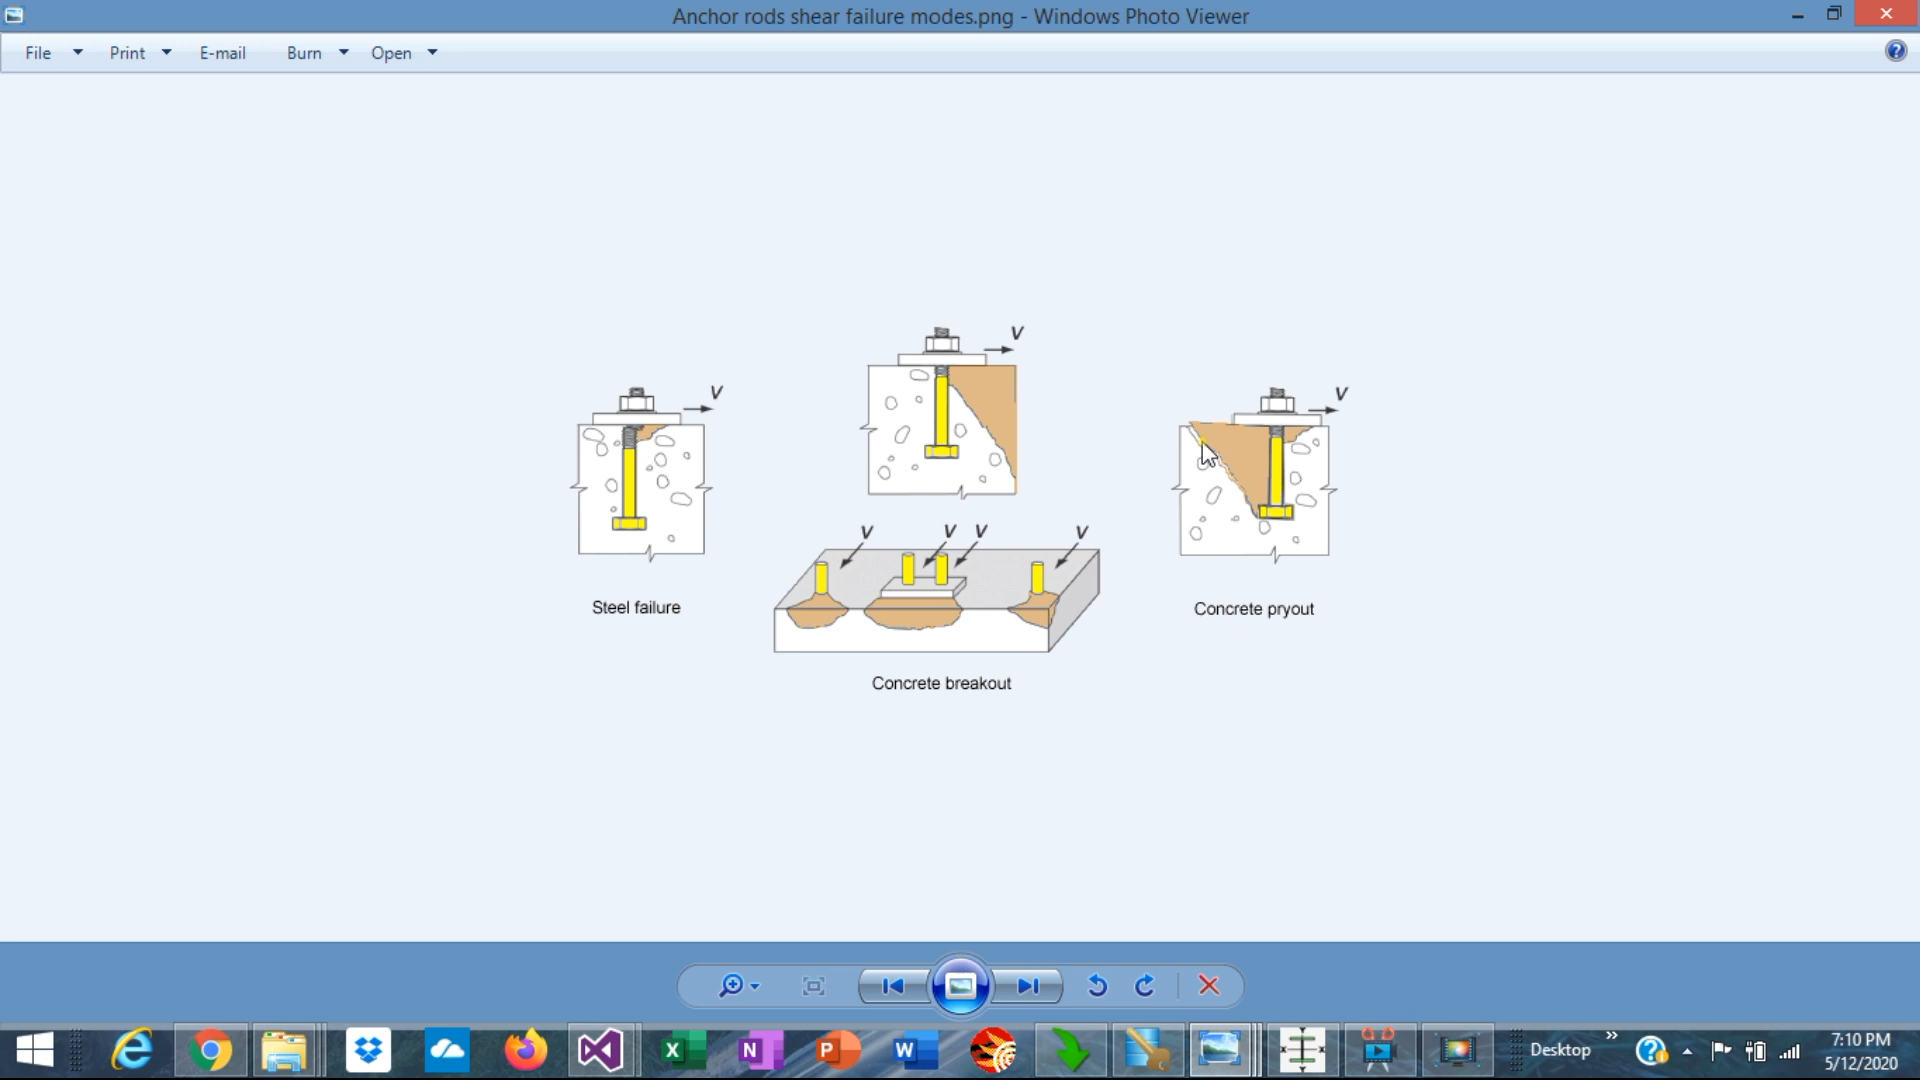 Anchor rods shear failure modes.png - Windows Photo Viewer
File Print E-mail Burn Open
V
V
V
V V V V
Steel failure
Concrete pryout
Concrete breakout
Desktop
7:10 PM
5/12/2020